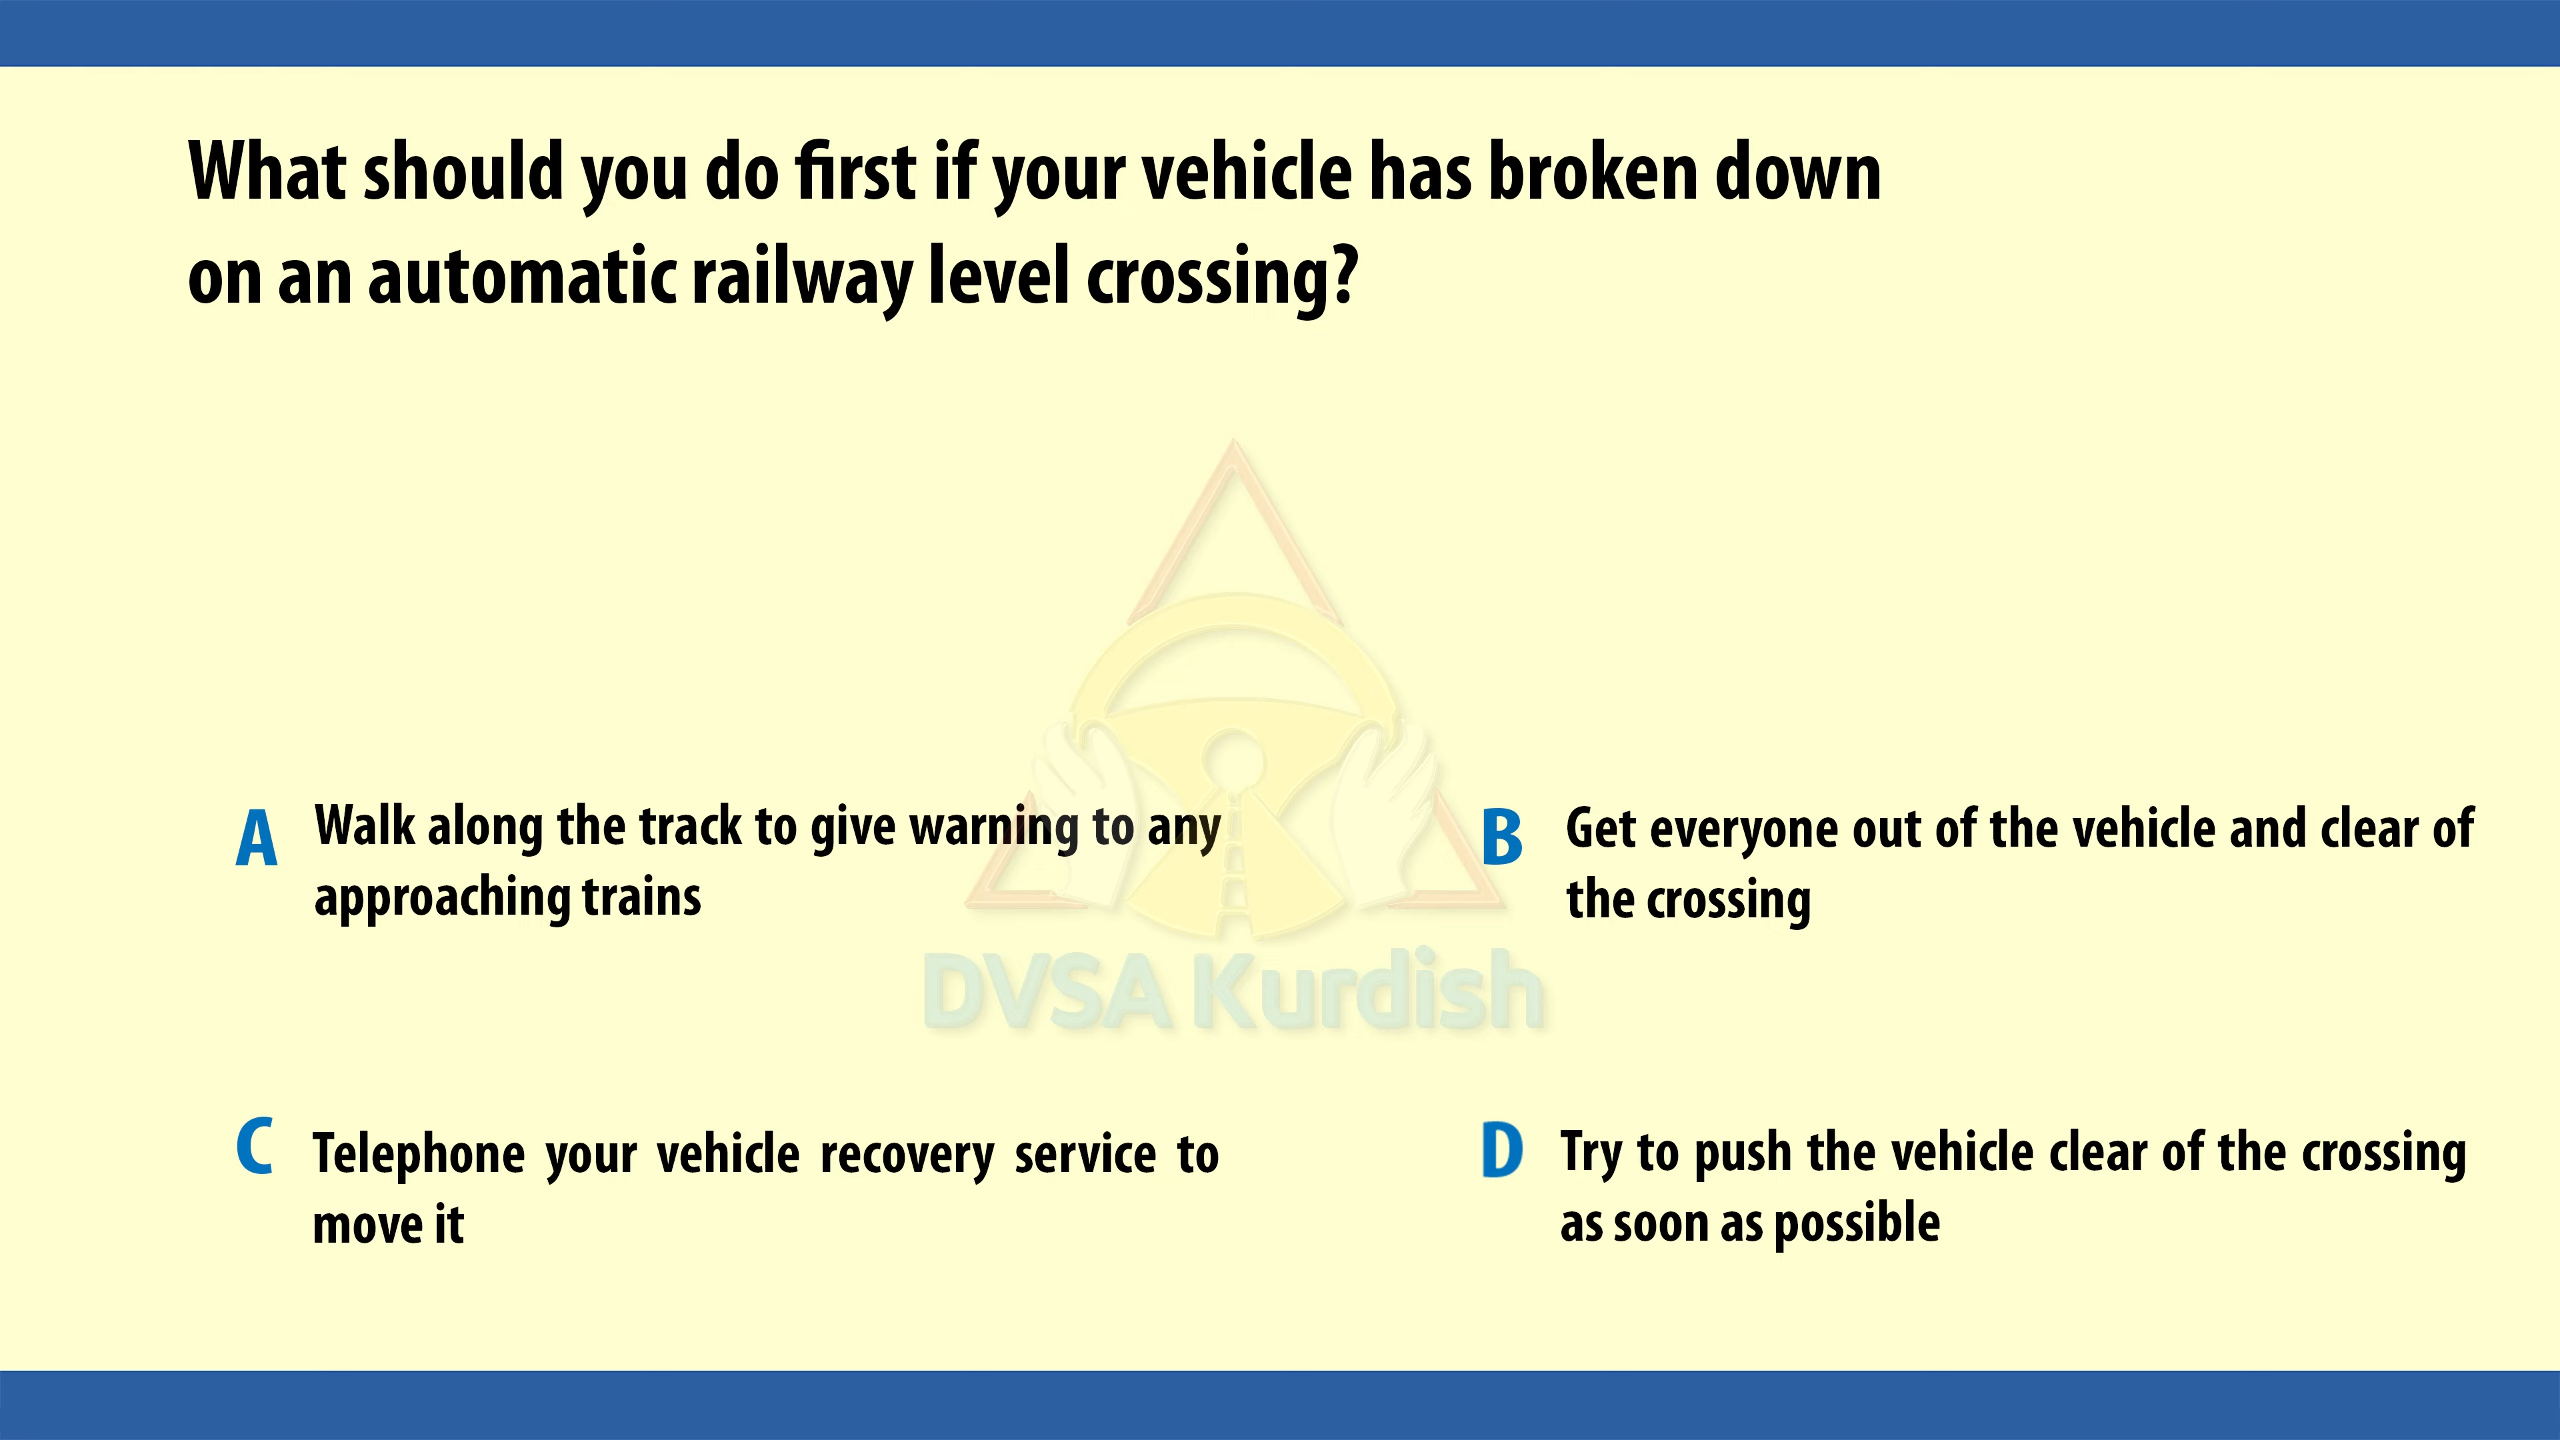 What should you do first if your vehicle has broken down
on an automatic railway level crossing?
A Walk along the track to give warning to any
approaching trains
B Get everyone out of the vehicle and clear of
the crossing
DVSA Kurdish
C Telephone your vehicle recovery service to
move it
D Try to push the vehicle clear of the crossing
as soon as possible